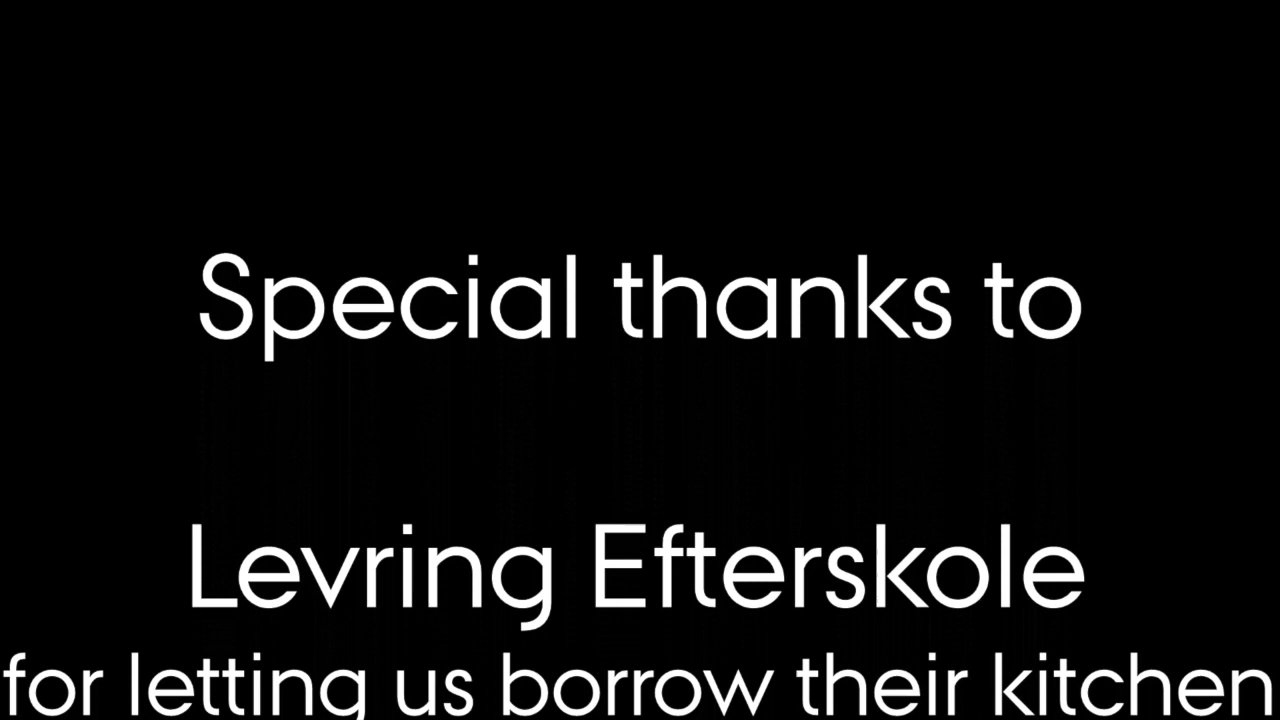 Special thanks to
Levring Efterskole
for letting us borrow their kitchen